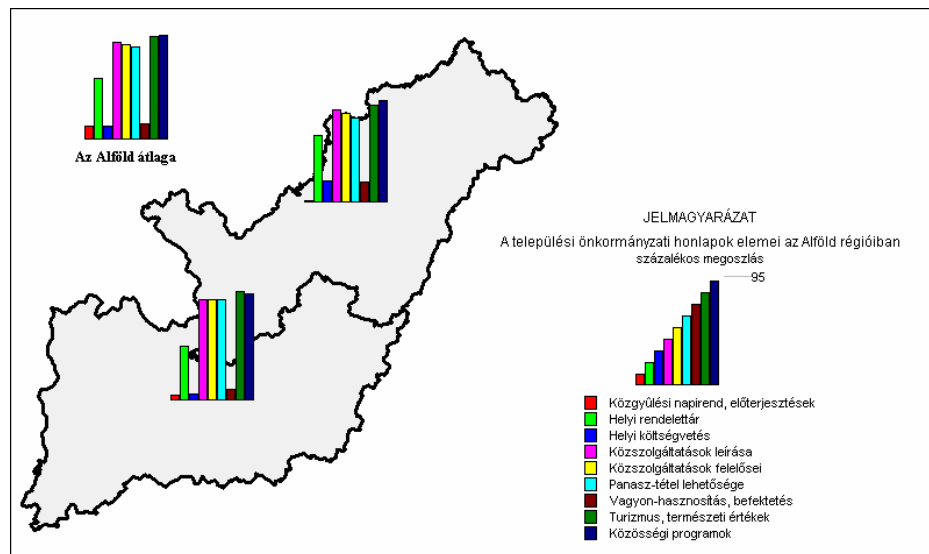 Az Alföld átlaga
JELMAGYARÁZAT
A települési önkormányzati honlapok elemei az Alföld régióiban
százalékos megoszlás
95
Közgyûlési napirend, előterjesztések
Helyi rendelettár
Helyi költségvetés
Közszolgáltatások leírása
Közszolgáltatások felelősei
Panasz-tétel lehetősége
Vagyon-hasznosítás, befektetés
Turizmus, természeti értékek
Közösségi programok